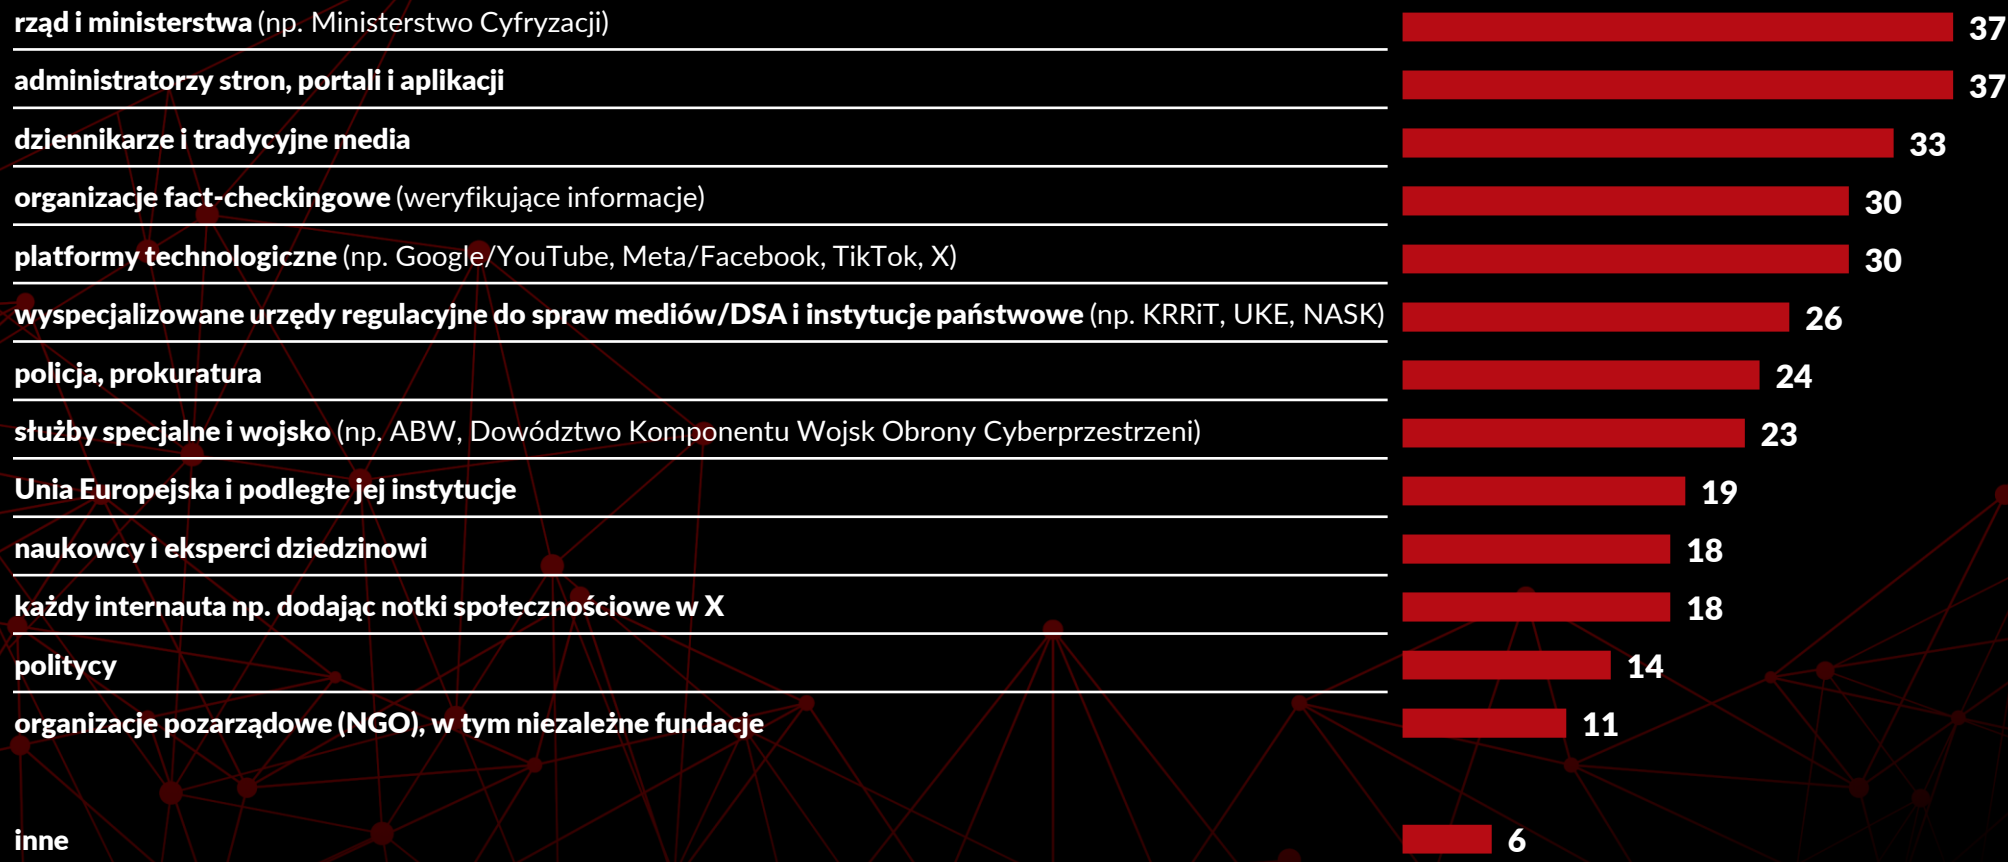 rząd i ministerstwa (np. Ministerstwo Cyfryzacji) 37
administratorzy stron, portali i aplikacji 37
dziennikarze i tradycyjne media 33
organizacje fact-checkingowe (weryfikujące informacje) 30
platformy technologiczne (np. Google/YouTube, Meta/Facebook, TikTok, X) 30
wyspecjalizowane urzędy regulacyjne do spraw mediów/DSA i instytucje państwowe (np. KRRiT, UKE, NASK) 26
policja, prokuratura 24
służby specjalne i wojsko (np. ABW, Dowództwo Komponentu Wojsk Obrony Cyberprzestrzeni) 23
Unia Europejska i podległe jej instytucje 19
naukowcy i eksperci dziedzinowi 18
każdy internauta np. dodając notki społecznościowe w X 18
politycy 14
organizacje pozarządowe (NGO), w tym niezależne fundacje 11
inne 6